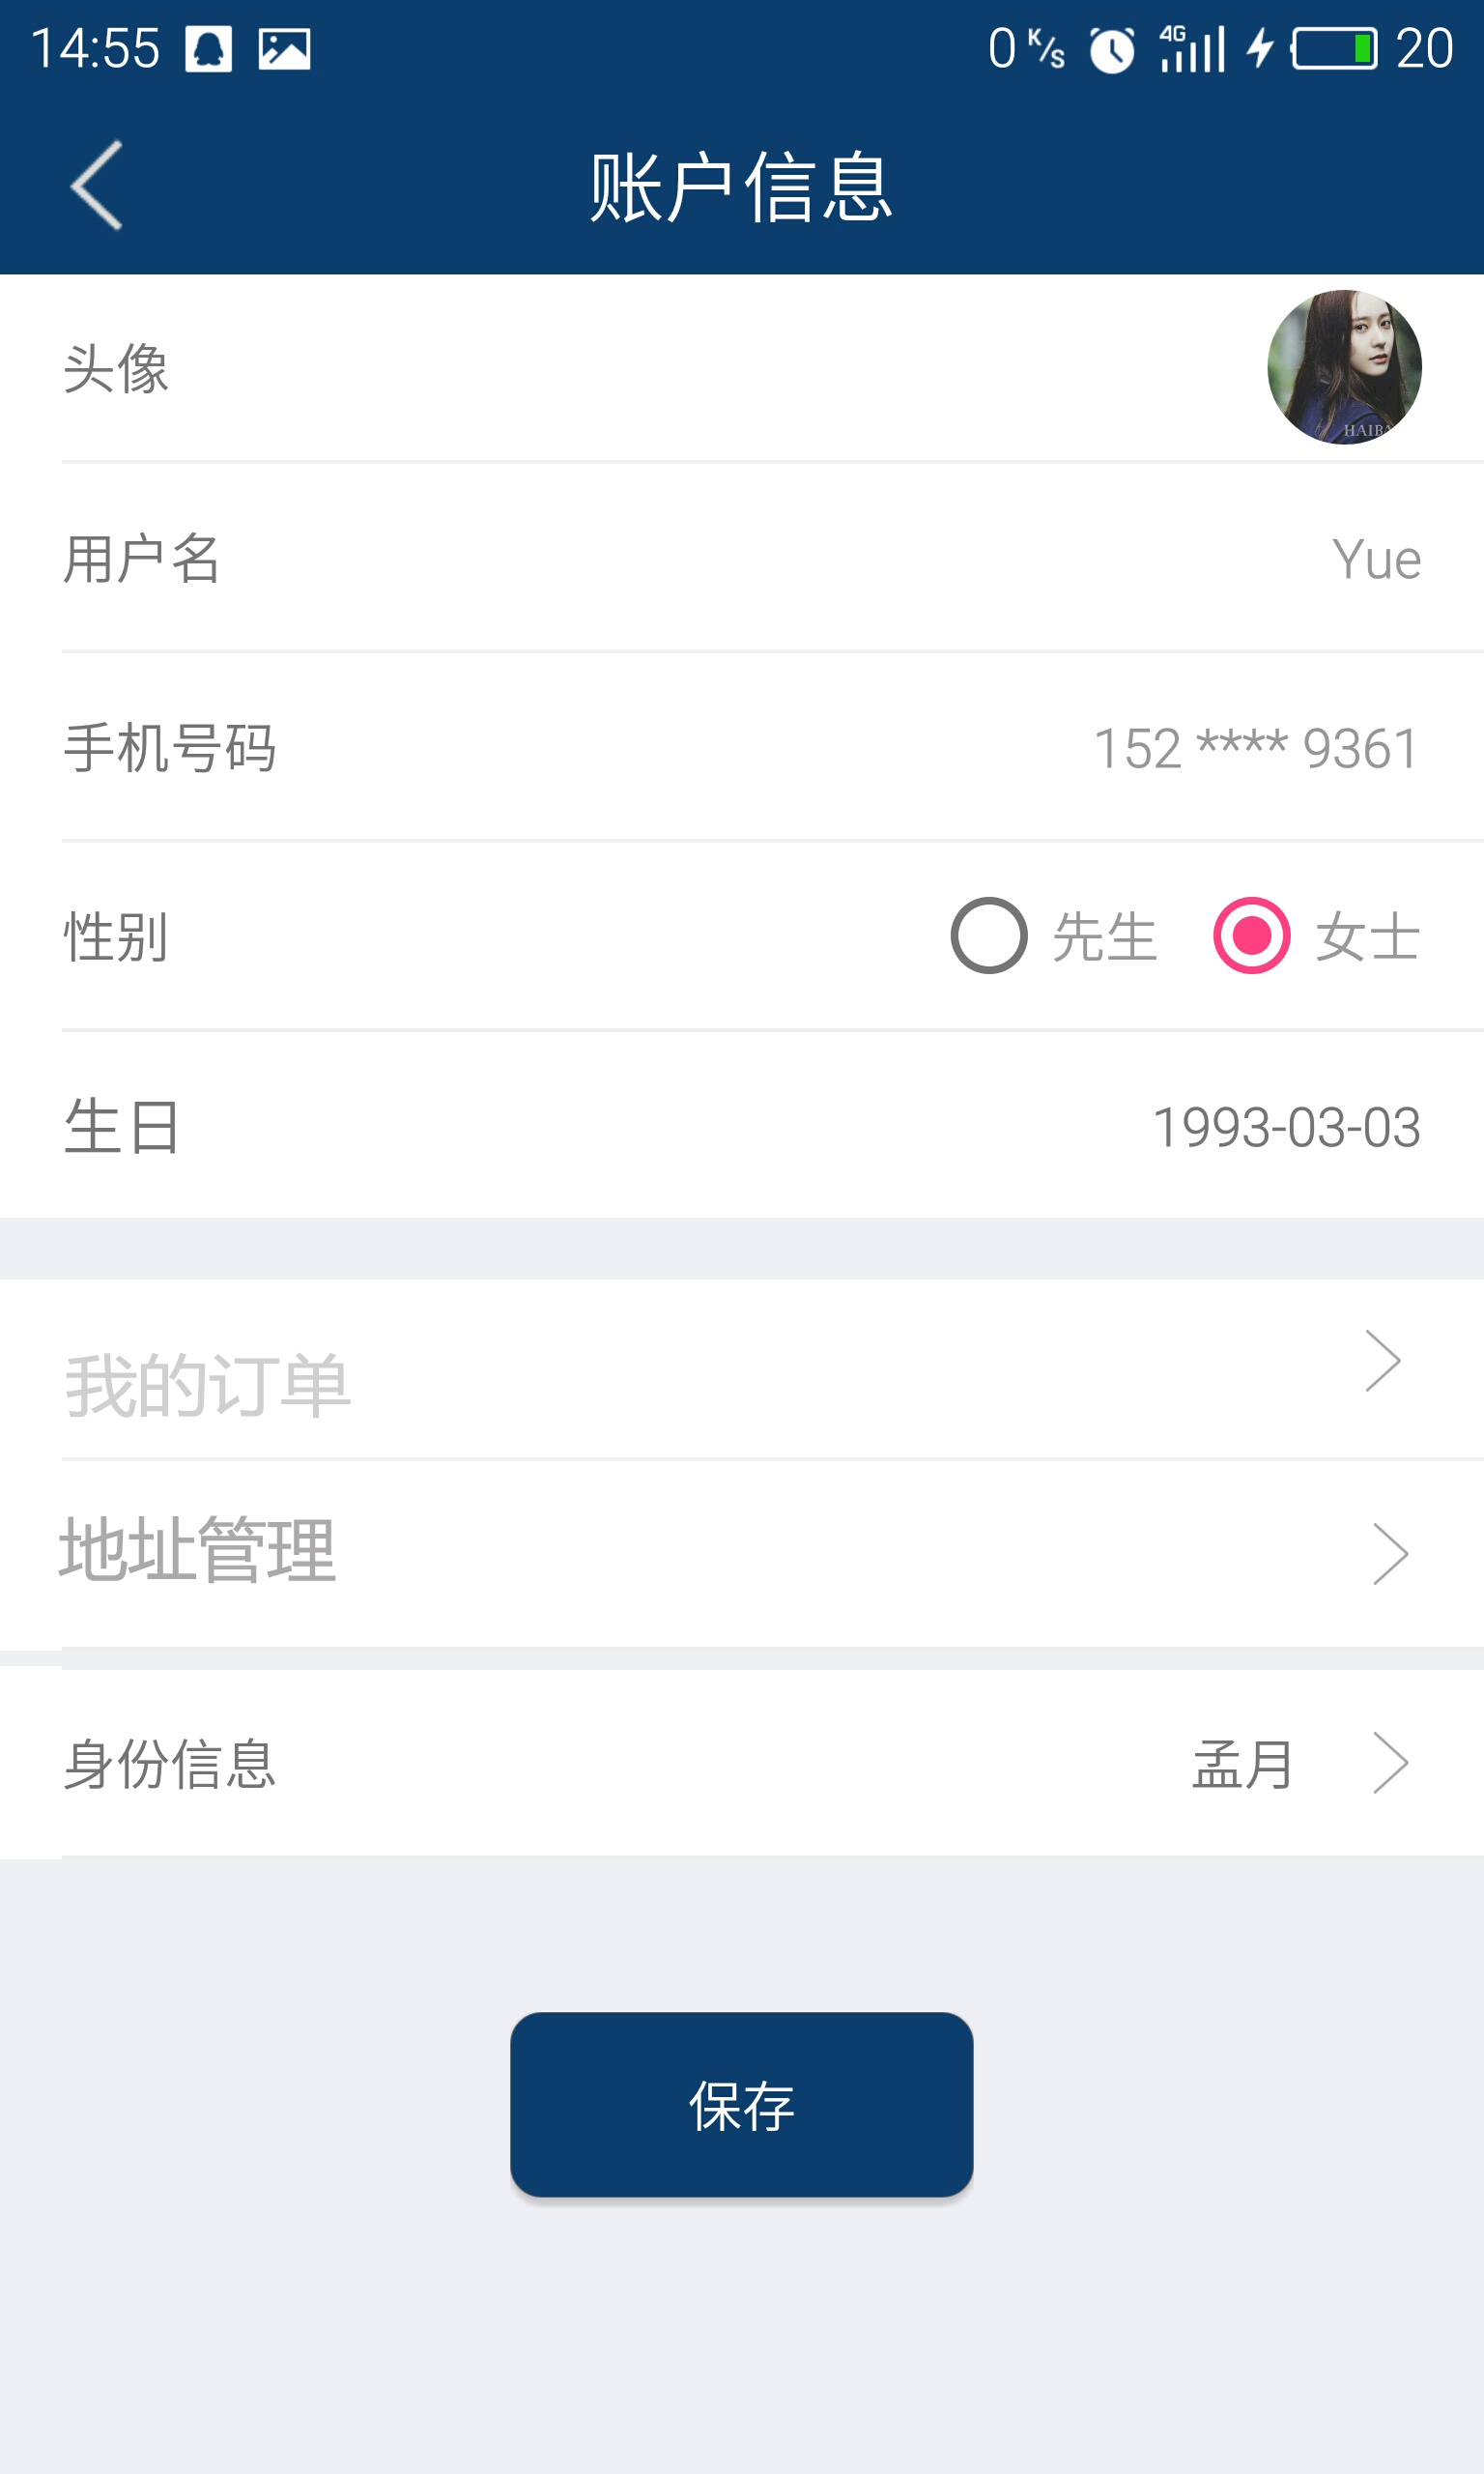 14:55 0 K/s 4G 20
账户信息
头像
HAIBA
用户名 Yue
手机号码 152 **** 9361
性别 先生 女士
生日 1993-03-03
我的订单
地址管理
身份信息 孟月
保存